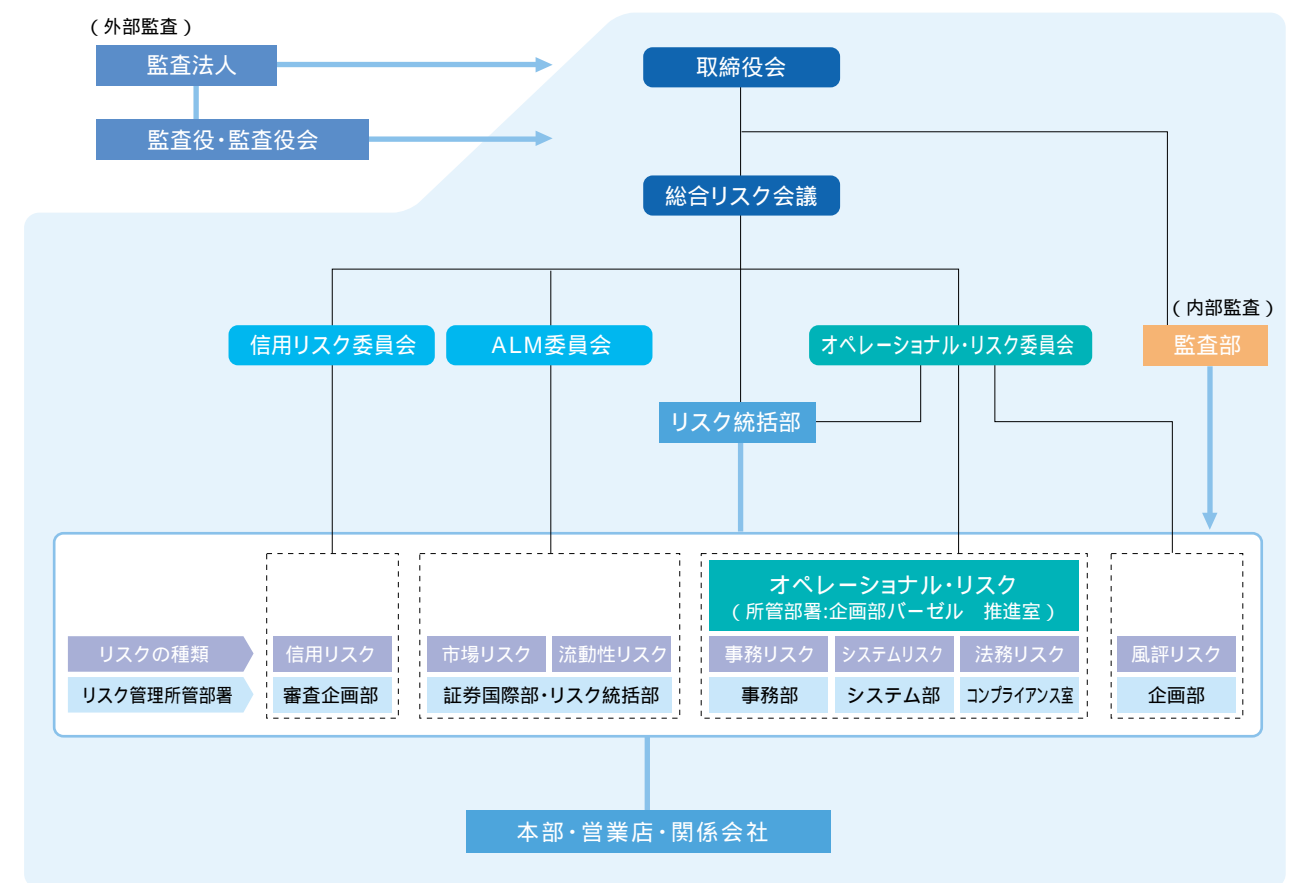 （外部監査）
監査法人
取締役会
監査役・監査役会
総合リスク会議
（内部監査）
信用リスク委員会
ALM委員会
オペレーショナル・リスク委員会
監査部
リスク統括部
オペレーショナル・リスク
（所管部署:企画部バーゼル　推進室）
リスクの種類
信用リスク
市場リスク
流動性リスク
事務リスク
システムリスク
法務リスク
風評リスク
リスク管理所管部署
審査企画部
証券国際部・リスク統括部
事務部
システム部
コンプライアンス室
企画部
本部・営業店・関係会社